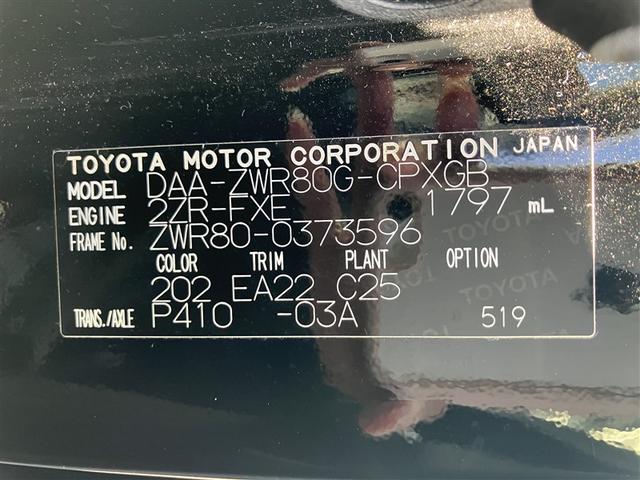 TOYOTA MOTOR CORPORATION JAPAN
MODEL DAA-ZWR80G-CPXGB
ENGINE 2ZR-FXE 1797 mL
FRAME No. ZWR80-0373596
COLOR TRIM PLANT OPTION
202 EA22 C25
TRANS./AXLE P410 -03A 519